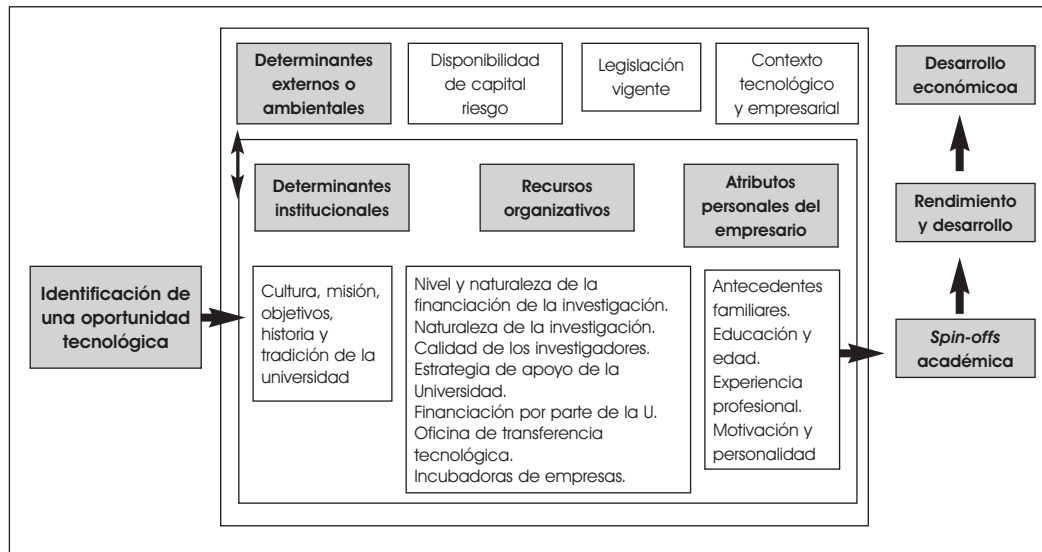 Determinantes
externos o
ambientales
Disponibilidad
de capital
riesgo
Legislación
vigente
Contexto
tecnológico
y empresarial
Desarrollo
económicoa
Determinantes
institucionales
Recursos
organizativos
Atributos
personales del
empresario
Rendimiento
y desarrollo
Identificación de
una oportunidad
tecnológica
Cultura, misión,
objetivos,
historia y
tradición de la
universidad
Nivel y naturaleza de la
financiación de la investigación.
Naturaleza de la investigación.
Calidad de los investigadores.
Estrategia de apoyo de la
Universidad.
Financiación por parte de la U.
Oficina de transferencia
tecnológica.
Incubadoras de empresas.
Antecedentes
familiares.
Educación y
edad.
Experiencia
profesional.
Motivación y
personalidad
Spin-offs
académica